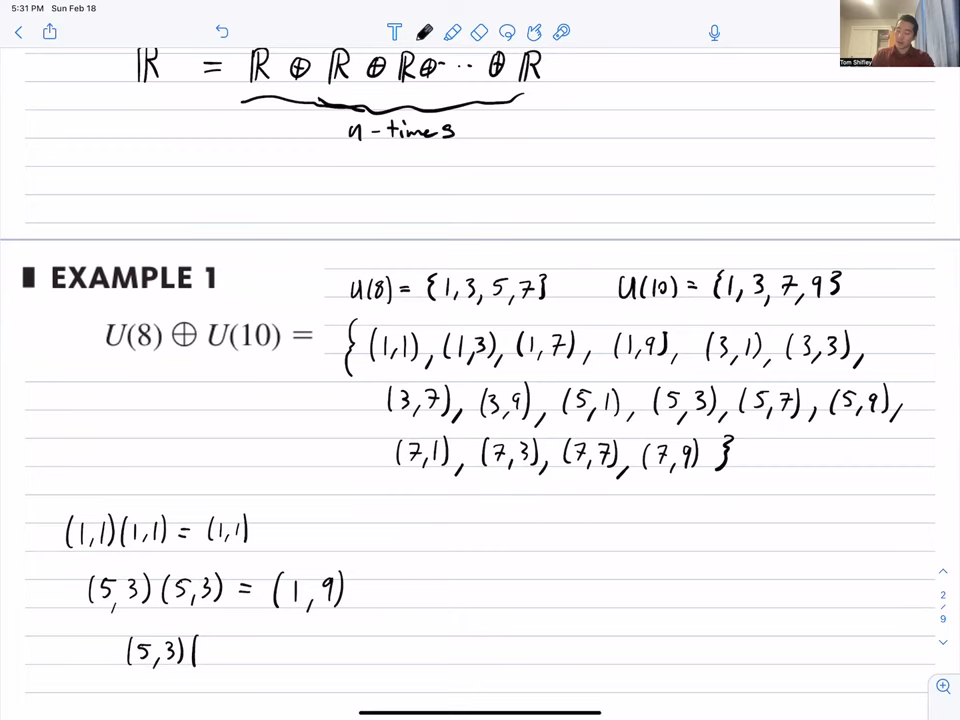 5:31 PM Sun Feb 18
Tom Shifley
ℝ = ℝ ⊕ ℝ ⊕ ℝ ⊕ ··· ⊕ ℝ
n - times
EXAMPLE 1
U(8) = {1, 3, 5, 7}   U(10) = {1, 3, 7, 9}
U(8) ⊕ U(10) = { (1,1), (1,3), (1,7), (1,9), (3,1), (3,3),
(3,7), (3,9), (5,1), (5,3), (5,7), (5,9),
(7,1), (7,3), (7,7), (7,9) }
(1,1)(1,1) = (1,1)
(5,3)(5,3) = (1,9)
(5,3)(
2
/
9